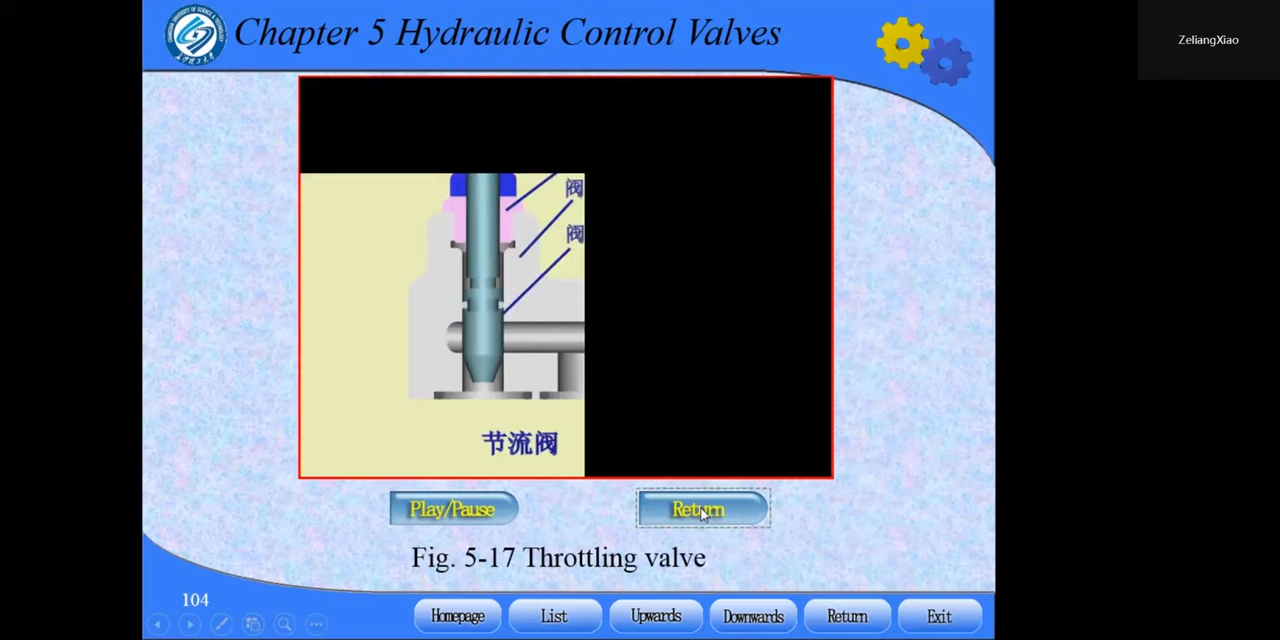 Chapter 5 Hydraulic Control Valves
ZeliangXiao
阀
阀
节流阀
Play/Pause
Return
Fig. 5-17 Throttling valve
104
Homepage
List
Upwards
Downwards
Return
Exit